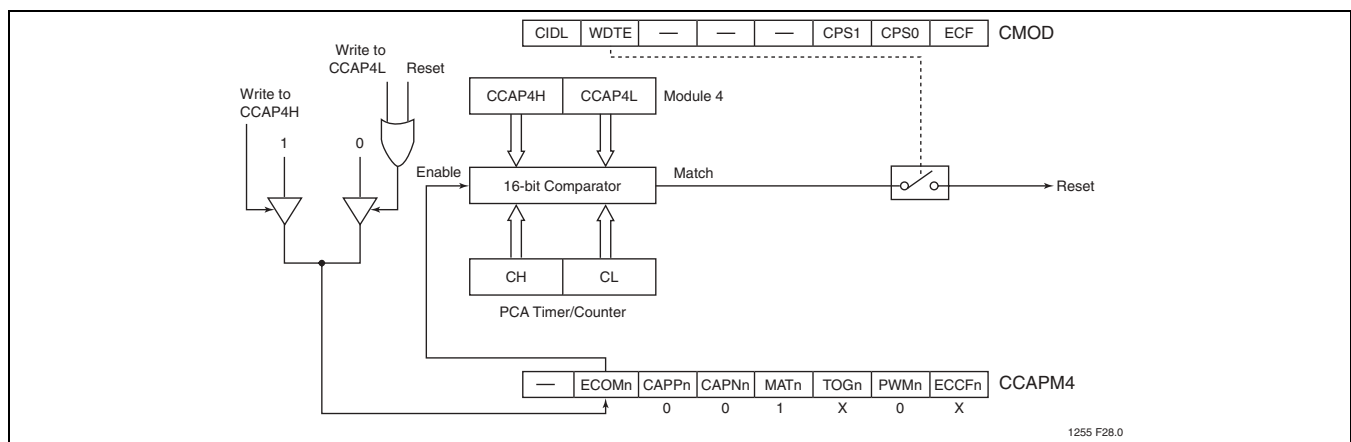 CIDL WDTE — — — CPS1 CPS0 ECF CMOD
Write to
CCAP4L Reset
Write to
CCAP4H
CCAP4H CCAP4L Module 4
1 0
Enable 16-bit Comparator Match Reset
CH CL
PCA Timer/Counter
— ECOMn CAPPn CAPNn MATn TOGn PWMn ECCFn CCAPM4
0 0 1 X 0 X
1255 F28.0